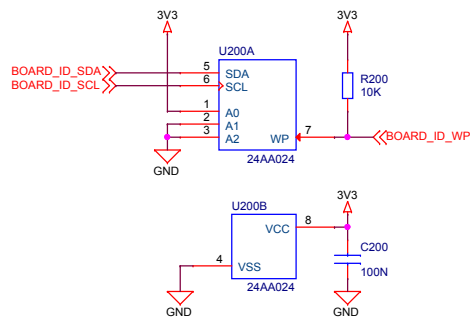 3V3
3V3
U200A
BOARD_ID_SDA
5
SDA
BOARD_ID_SCL
6
SCL
R200
10K
1
A0
2
A1
3
A2
WP
7
BOARD_ID_WP
24AA024
GND
3V3
U200B
VCC
8
4
VSS
C200
100N
24AA024
GND
GND